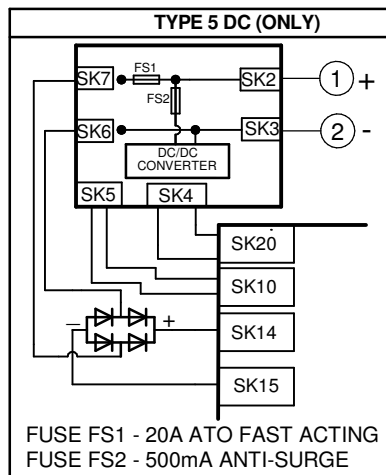 TYPE 5 DC (ONLY)
SK7
FS1
SK2
1 +
FS2
SK6
SK3
2 -
DC/DC
CONVERTER
SK5
SK4
SK20
SK10
− +
SK14
SK15
FUSE FS1 - 20A ATO FAST ACTING
FUSE FS2 - 500mA ANTI-SURGE